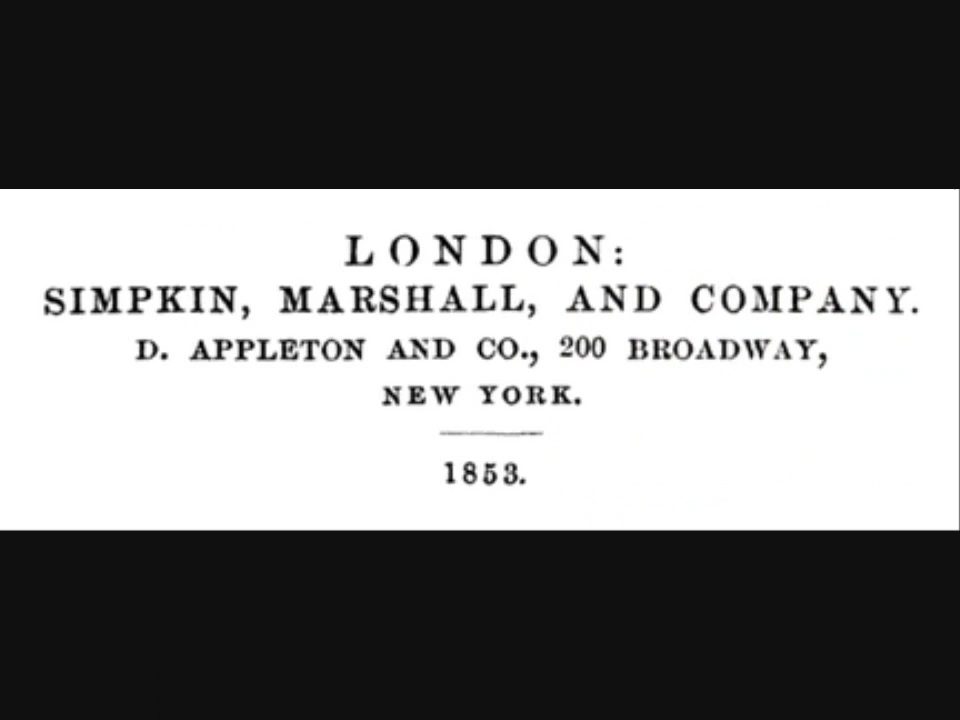 LONDON:
SIMPKIN, MARSHALL, AND COMPANY.
D. APPLETON AND CO., 200 BROADWAY,
NEW YORK.
1853.